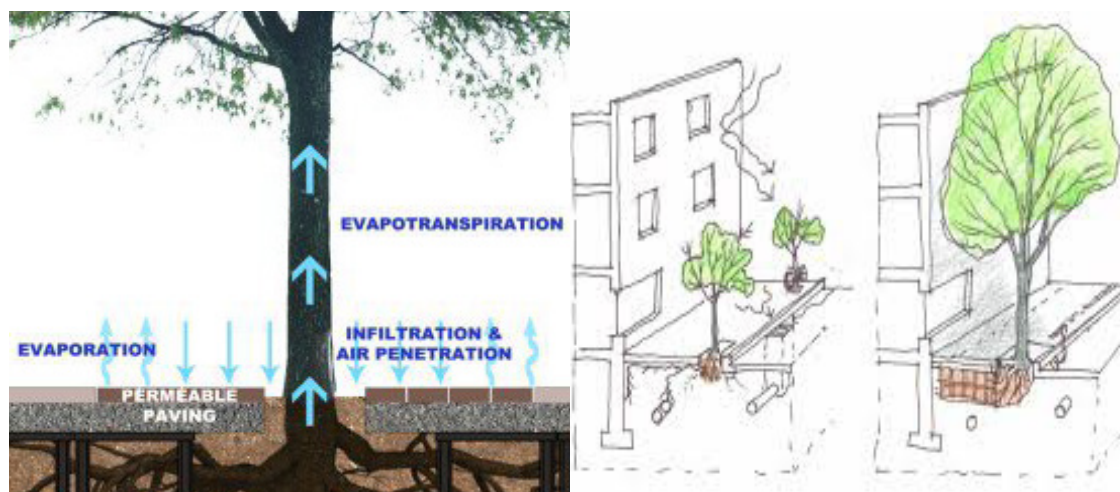 EVAPOTRANSPIRATION
EVAPORATION
INFILTRATION &
AIR PENETRATION
PERMEABLE
PAVING